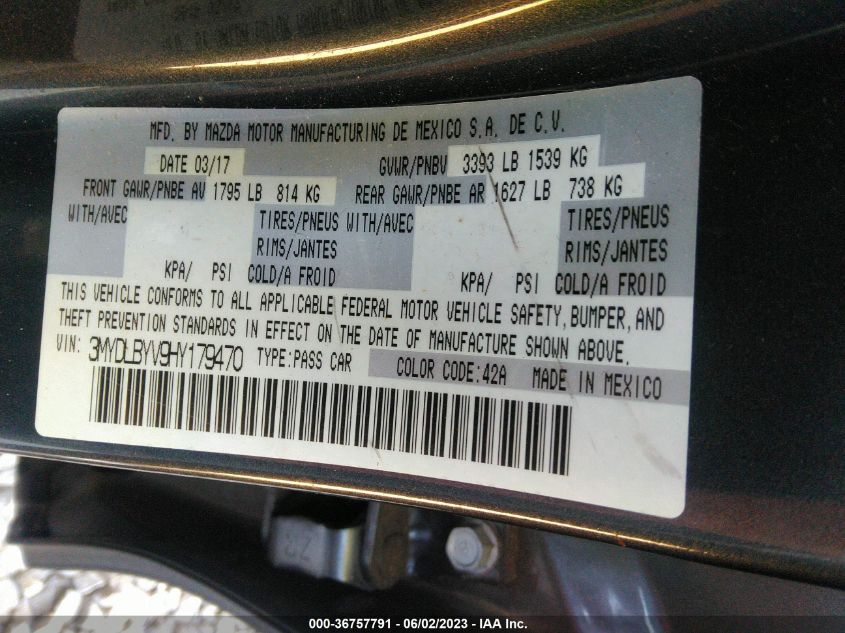 MFD. BY MAZDA MOTOR MANUFACTURING DE MEXICO S.A. DE C.V.
DATE 03/17 GVWR/PNBV 3393 LB 1539 KG
FRONT GAWR/PNBE AV 1795 LB 814 KG REAR GAWR/PNBE AR 1627 LB 738 KG
WITH/AVEC TIRES/PNEUS WITH/AVEC TIRES/PNEUS
RIMS/JANTES RIMS/JANTES
KPA/ PSI COLD/A FROID KPA/ PSI COLD/A FROID
THIS VEHICLE CONFORMS TO ALL APPLICABLE FEDERAL MOTOR VEHICLE SAFETY, BUMPER, AND
THEFT PREVENTION STANDARDS IN EFFECT ON THE DATE OF MANUFACTURE SHOWN ABOVE.
VIN: 3MYDLBYV9HY179470 TYPE:PASS CAR COLOR CODE:42A MADE IN MEXICO
000-36757791 - 06/02/2023 - IAA Inc.